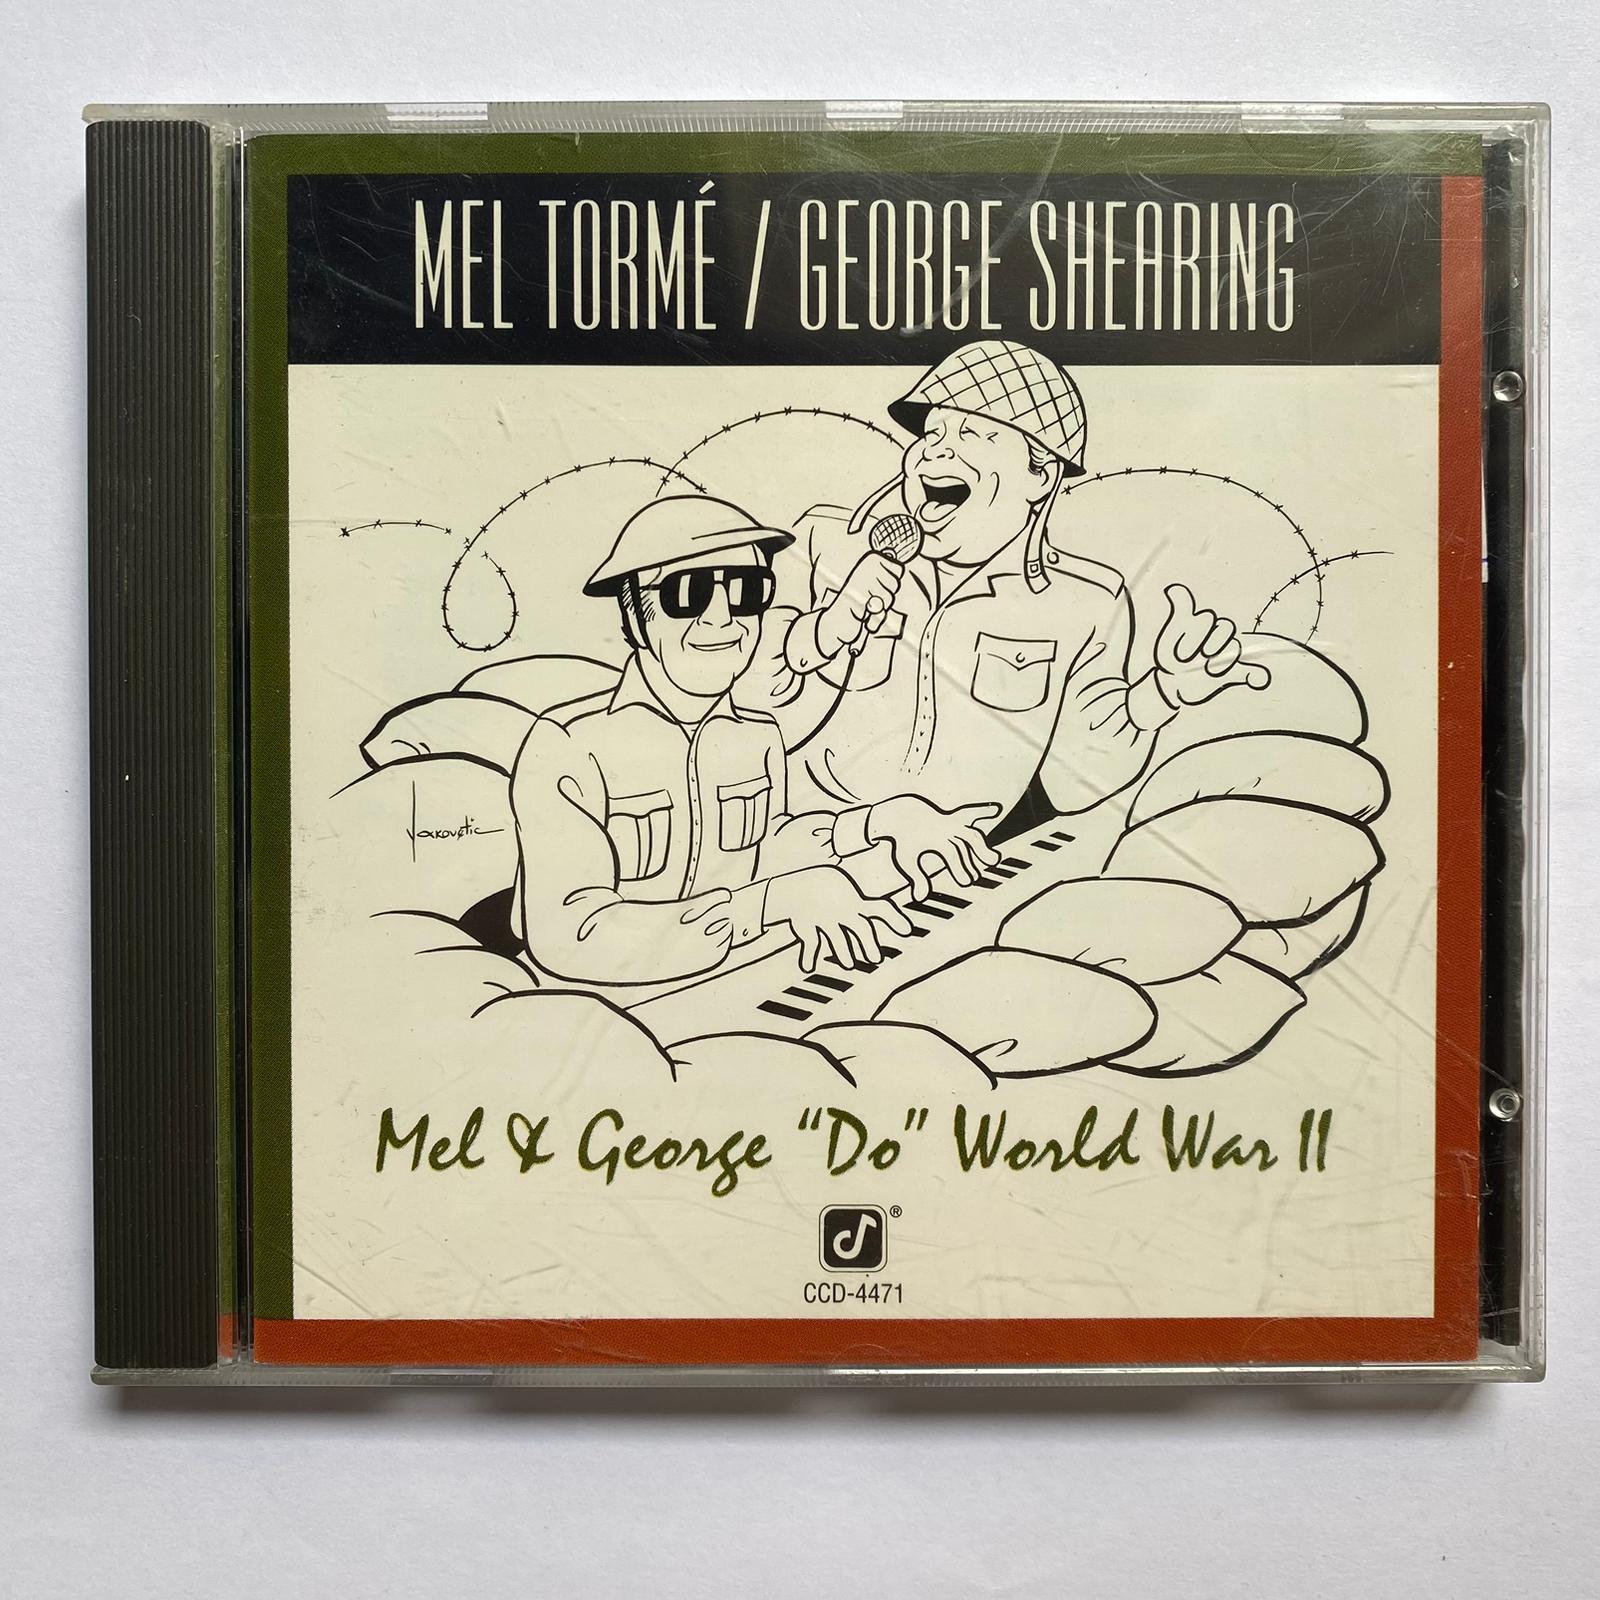 MEL TORMÉ / GEORGE SHEARING
Mel & George "Do" World War II
®
CCD-4471